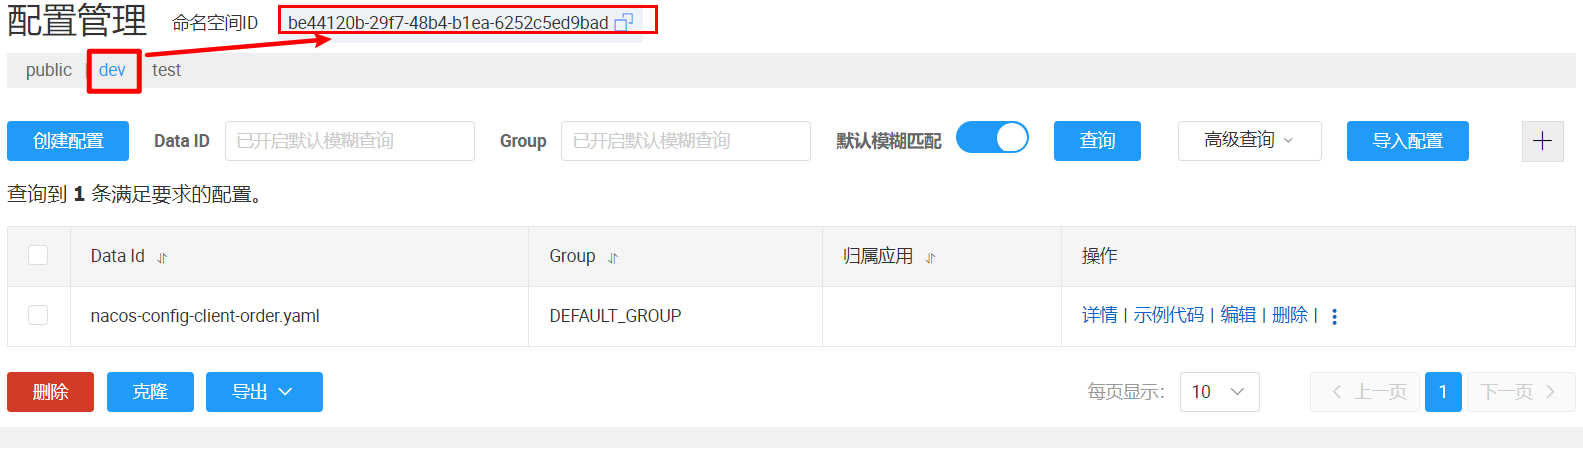 配置管理 命名空间ID be44120b-29f7-48b4-b1ea-6252c5ed9bad
public | dev test
创建配置 Data ID 已开启默认模糊查询 Group 已开启默认模糊查询 默认模糊匹配 查询 高级查询 导入配置
查询到 1 条满足要求的配置。
Data Id Group 归属应用 操作
nacos-config-client-order.yaml DEFAULT_GROUP 详情 | 示例代码 | 编辑 | 删除 |
删除 克隆 导出 每页显示： 10 上一页 1 下一页